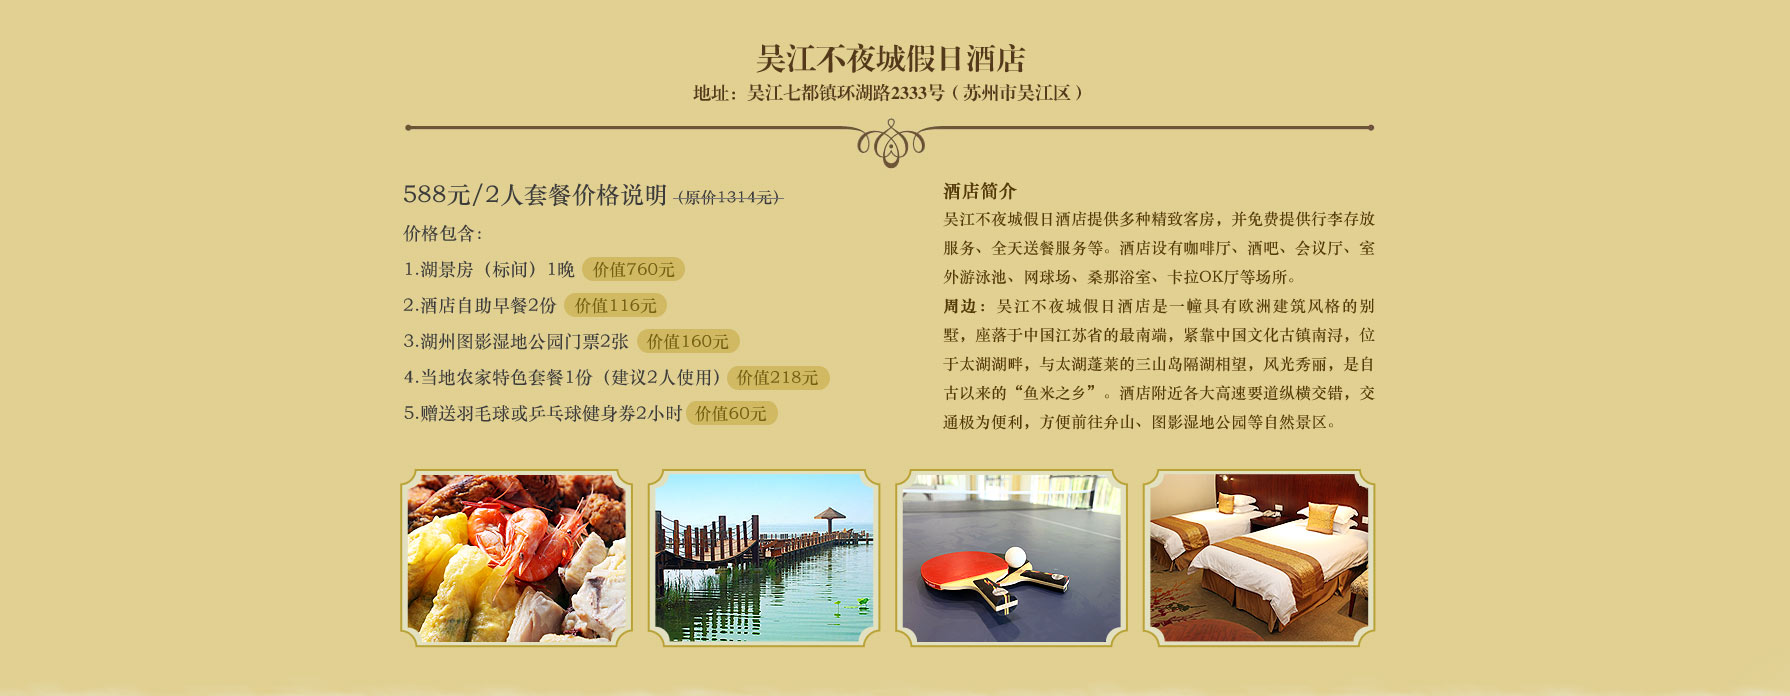 吴江不夜城假日酒店
地址：吴江七都镇环湖路2333号（苏州市吴江区）
588元/2人套餐价格说明（原价1314元）
价格包含：
1.湖景房（标间）1晚 价值760元
2.酒店自助早餐2份 价值116元
3.湖州图影湿地公园门票2张 价值160元
4.当地农家特色套餐1份（建议2人使用）价值218元
5.赠送羽毛球或乒乓球健身券2小时 价值60元
酒店简介
吴江不夜城假日酒店提供多种精致客房，并免费提供行李存放
服务、全天送餐服务等。酒店设有咖啡厅、酒吧、会议厅、室
外游泳池、网球场、桑那浴室、卡拉OK厅等场所。
周边：吴江不夜城假日酒店是一幢具有欧洲建筑风格的别
墅，座落于中国江苏省的最南端，紧靠中国文化古镇南浔，位
于太湖湖畔，与太湖蓬莱的三山岛隔湖相望，风光秀丽，是自
古以来的“鱼米之乡”。酒店附近各大高速要道纵横交错，交
通极为便利，方便前往弁山、图影湿地公园等自然景区。